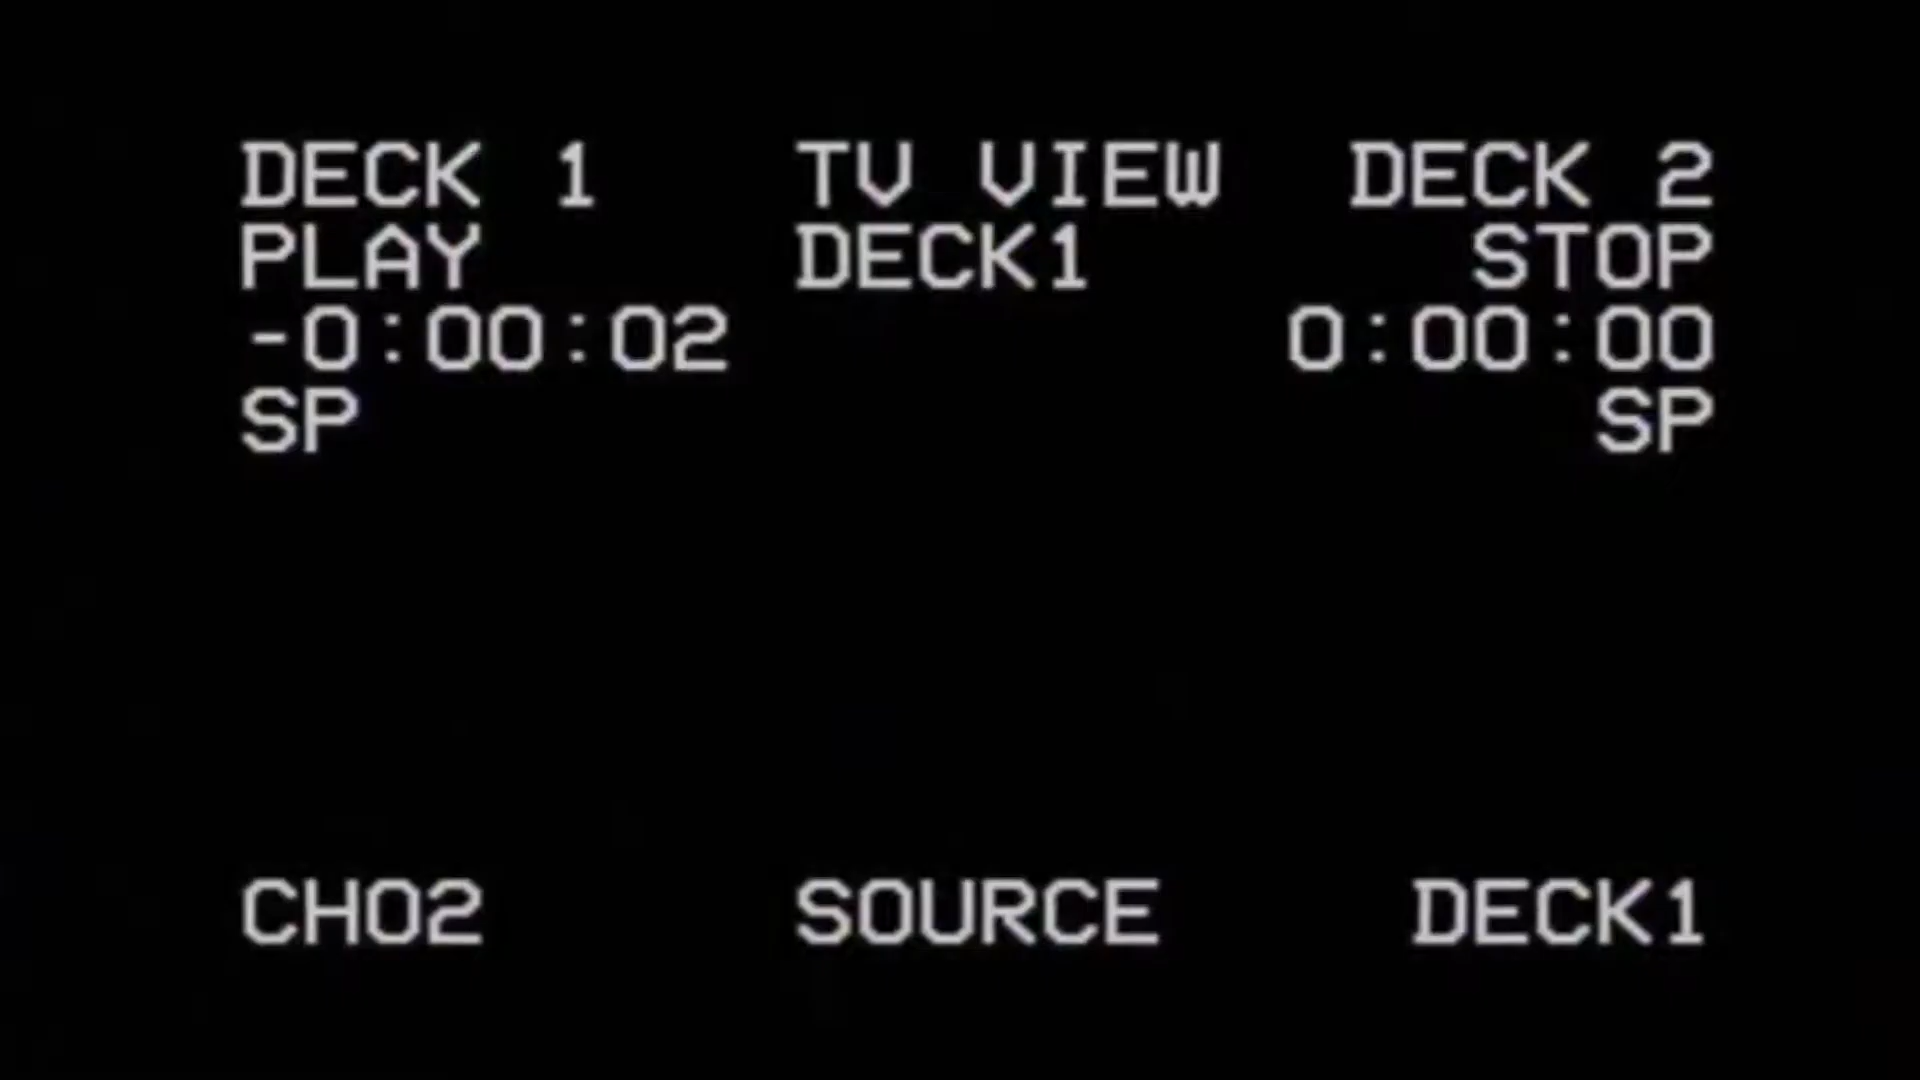 DECK 1 TV VIEW DECK 2
PLAY DECK1 STOP
-0:00:02 0:00:00
SP SP
CH02 SOURCE DECK1